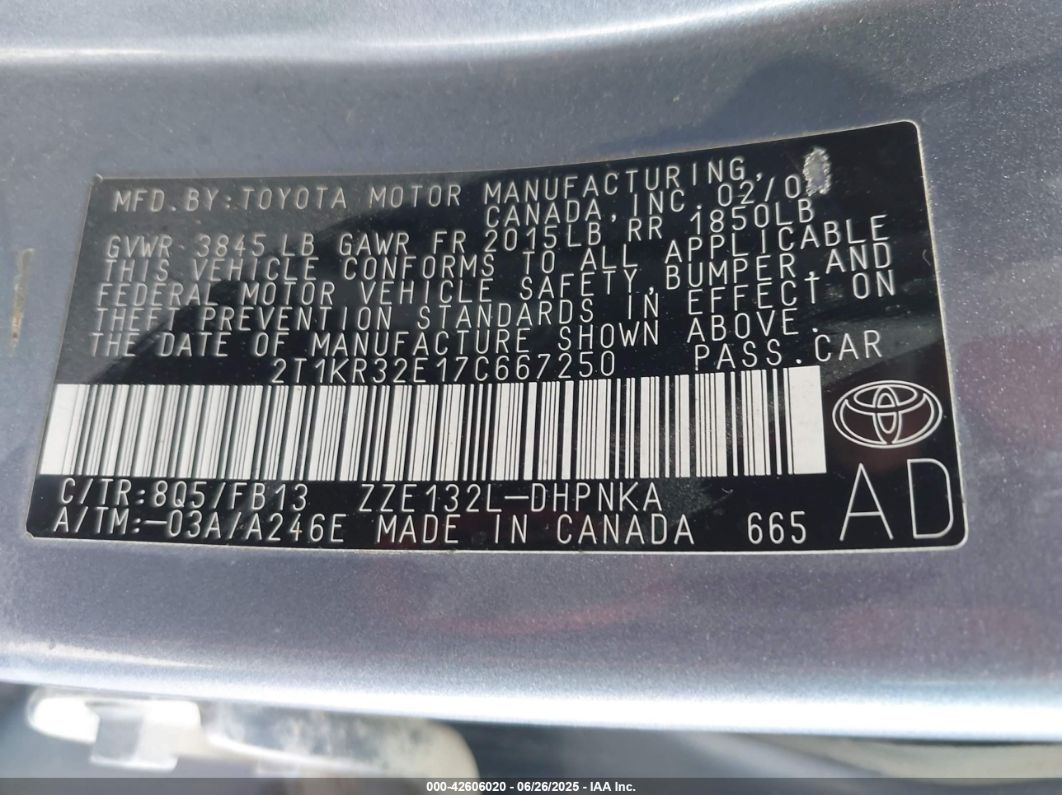 MFD.BY:TOYOTA MOTOR MANUFACTURING,
CANADA,INC.
GVWR 3845 LB GAWR FR 2015LB RR 1850LB
THIS VEHICLE CONFORMS TO ALL APPLICABLE
FEDERAL MOTOR VEHICLE SAFETY,BUMPER,AND
THEFT PREVENTION STANDARDS IN EFFECT ON
THE DATE OF MANUFACTURE SHOWN ABOVE.
2T1KR32E17C667250 PASS.CAR
C/TR:8Q5/FB13 ZZE132L-DHPNKA
A/TM:-03A/A246E MADE IN CANADA 665 AD
000-42606020 - 06/26/2025 - IAA Inc.